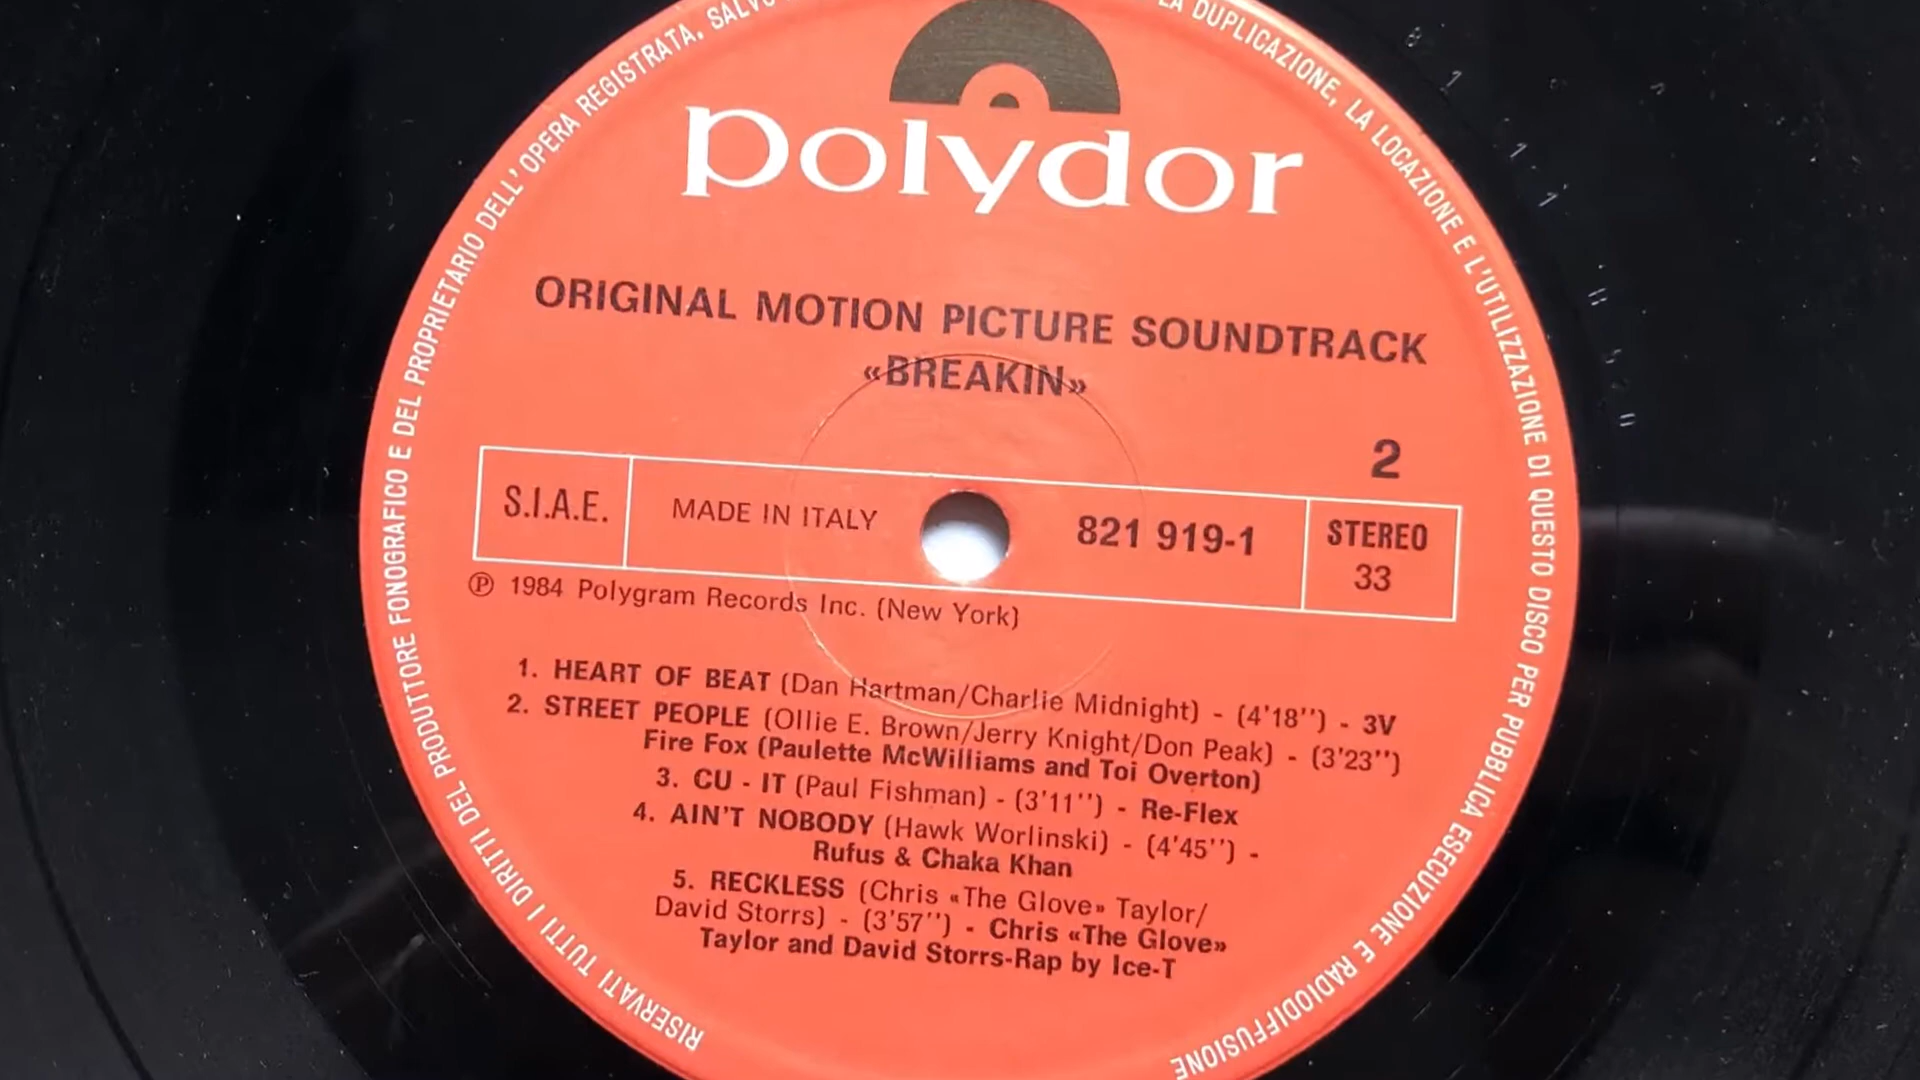 polydor
ORIGINAL MOTION PICTURE SOUNDTRACK
«BREAKIN»
2
S.I.A.E.
MADE IN ITALY
821 919-1
STEREO
33
℗ 1984 Polygram Records Inc. (New York)
1. HEART OF BEAT (Dan Hartman/Charlie Midnight) - (4'18'') - 3V
2. STREET PEOPLE (Ollie E. Brown/Jerry Knight/Don Peak) - (3'23'')
Fire Fox (Paulette McWilliams and Toi Overton)
3. CU - IT (Paul Fishman) - (3'11'') - Re-Flex
4. AIN'T NOBODY (Hawk Worlinski) - (4'45'') -
Rufus & Chaka Khan
5. RECKLESS (Chris «The Glove» Taylor/
David Storrs) - (3'57'') - Chris «The Glove»
Taylor and David Storrs-Rap by Ice-T
RISERVATI TUTTI I DIRITTI DEL PRODUTTORE FONOGRAFICO E DEL PROPRIETARIO DELL'OPERA REGISTRATA, SALVO
LA DUPLICAZIONE, LA LOCAZIONE E L'UTILIZZAZIONE DI QUESTO DISCO PER PUBBLICA ESECUZIONE E RADIODIFFUSIONE